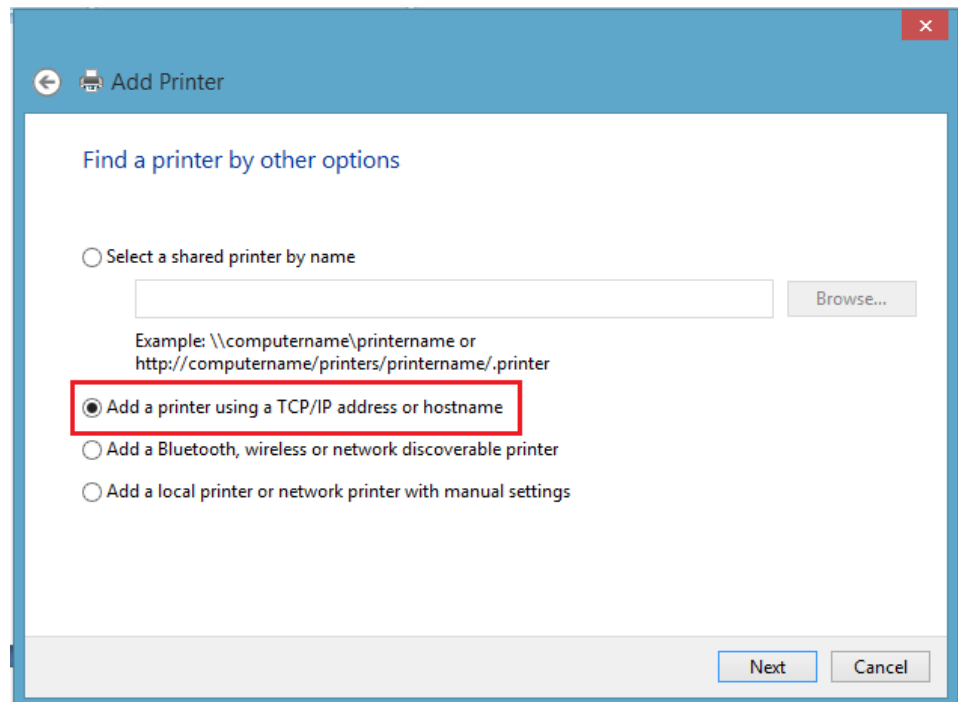 Add Printer
Find a printer by other options
Select a shared printer by name
Browse...
Example: \\computername\printername or
http://computername/printers/printername/.printer
Add a printer using a TCP/IP address or hostname
Add a Bluetooth, wireless or network discoverable printer
Add a local printer or network printer with manual settings
Next Cancel